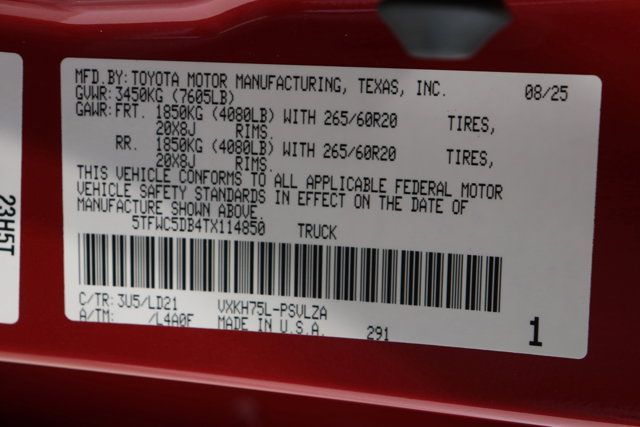 MFD.BY:TOYOTA MOTOR MANUFACTURING, TEXAS, INC. 08/25
GVWR:3450KG (7605LB)
GAWR:FRT. 1850KG (4080LB) WITH 265/60R20 TIRES,
20X8J RIMS.
RR. 1850KG (4080LB) WITH 265/60R20 TIRES,
20X8J RIMS.
THIS VEHICLE CONFORMS TO ALL APPLICABLE FEDERAL MOTOR
VEHICLE SAFETY STANDARDS IN EFFECT ON THE DATE OF
MANUFACTURE SHOWN ABOVE.
5TFWC5DB4TX114850 TRUCK
C/TR:3U5/LD21 VXKH75L-PSVLZA
A/TM: /L4A0F MADE IN U.S.A. 291 1
23H5T